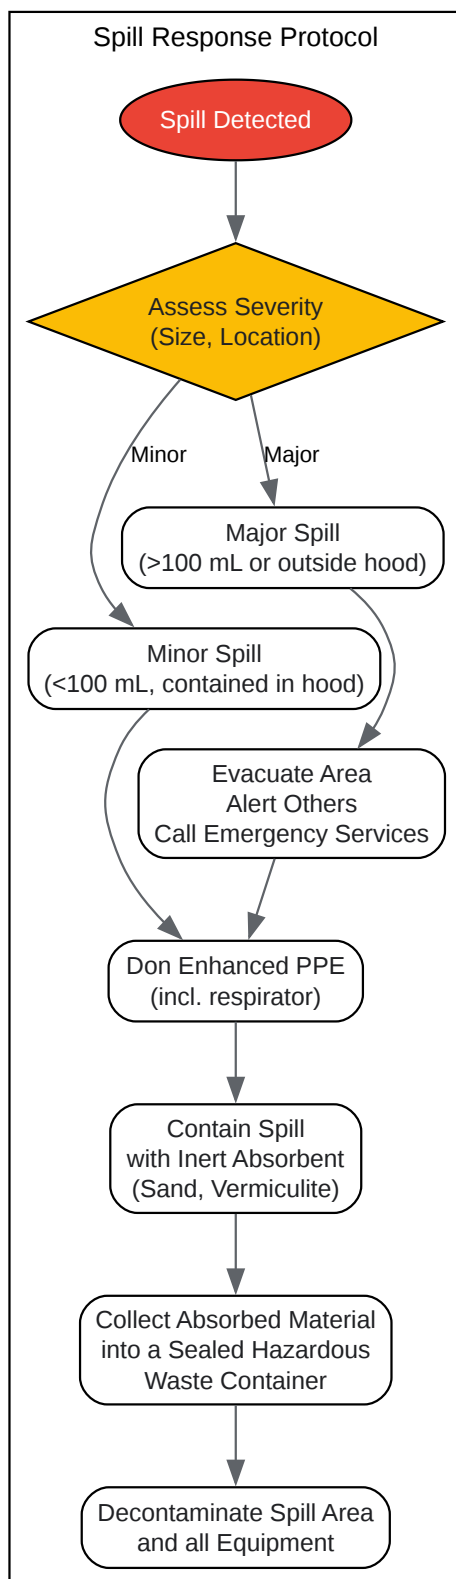 Spill Response Protocol
Spill Detected
Assess Severity
(Size, Location)
Minor
Major
Major Spill
(>100 mL or outside hood)
Minor Spill
(<100 mL, contained in hood)
Evacuate Area
Alert Others
Call Emergency Services
Don Enhanced PPE
(incl. respirator)
Contain Spill
with Inert Absorbent
(Sand, Vermiculite)
Collect Absorbed Material
into a Sealed Hazardous
Waste Container
Decontaminate Spill Area
and all Equipment